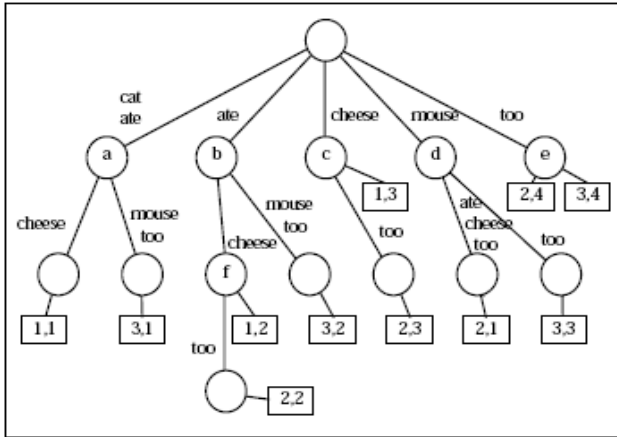 cat
ate
ate
cheese
mouse
too
a
b
c
d
e
1,3
2,4
3,4
cheese
mouse
too
cheese
mouse
too
too
ate
cheese
too
too
f
1,1
3,1
1,2
3,2
2,3
2,1
3,3
too
2,2